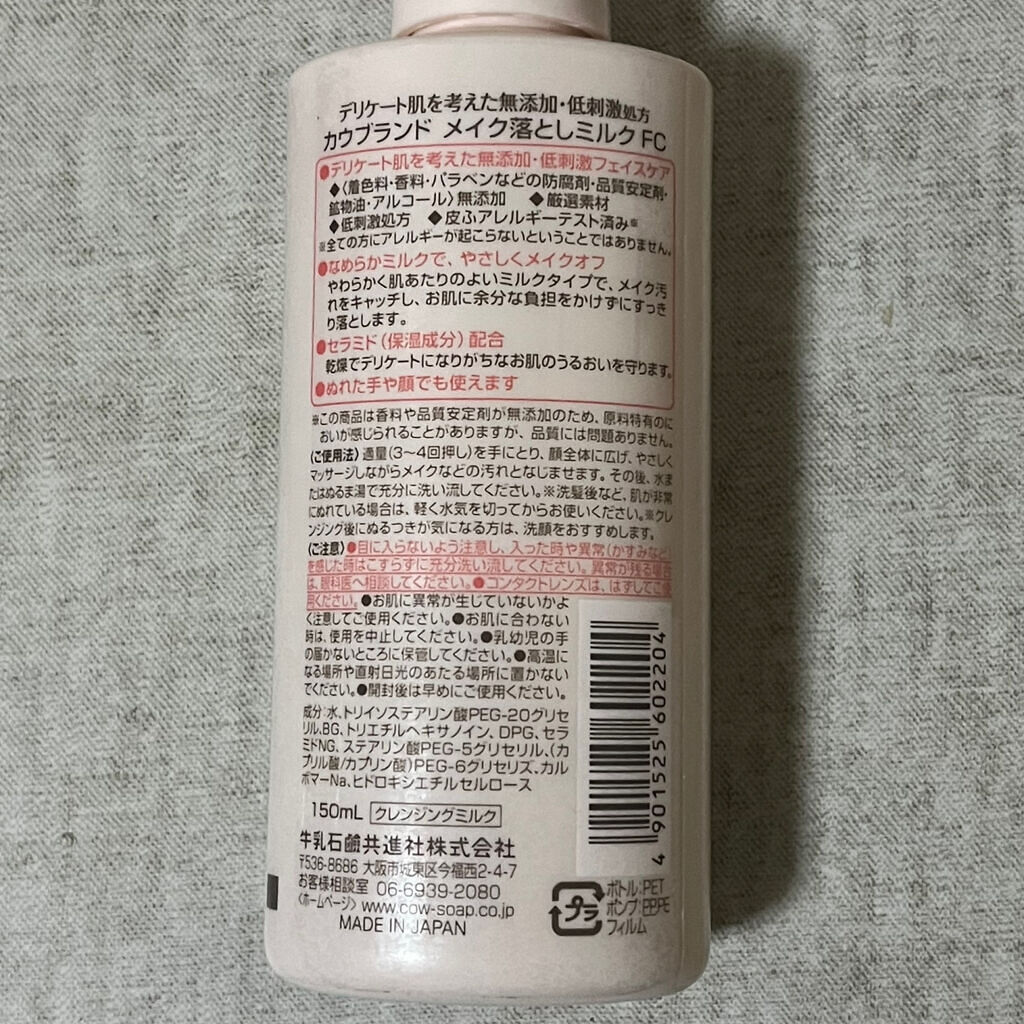 デリケート肌を考えた無添加・低刺激処方
カウブランド メイク落としミルク FC
●デリケート肌を考えた無添加・低刺激フェイスケア
◆〈着色料・香料・パラベンなどの防腐剤・品質安定剤・
鉱物油・アルコール〉無添加 ◆厳選素材
◆低刺激処方 ◆皮ふアレルギーテスト済み※
※全ての方にアレルギーが起こらないということではありません。
●なめらかミルクで、やさしくメイクオフ
やわらかく肌あたりのよいミルクタイプで、メイク汚
れをキャッチし、お肌に余分な負担をかけずにすっき
り落とします。
●セラミド（保湿成分）配合
乾燥でデリケートになりがちなお肌のうるおいを守ります。
●ぬれた手や顔でも使えます
※この商品は香料や品質安定剤が無添加のため、原料特有のに
おいが感じられることがありますが、品質には問題ありません。
〈ご使用法〉適量（3〜4回押し）を手にとり、顔全体に広げ、やさしく
マッサージしながらメイクなどの汚れとなじませます。その後、水ま
たはぬるま湯で充分に洗い流してください。※洗髪後など、肌が非常
にぬれている場合は、軽く水気を切ってからお使いください。※クレ
ンジング後にぬるつきが気になる方は、洗顔をおすすめします。
〈ご注意〉●目に入らないよう注意し、入った時や異常（かすみなど）
を感じた時はこすらずに充分洗い流してください。異常が残る場合
は、眼科医へ相談してください。●コンタクトレンズは、はずしてご使
用ください。●お肌に異常が生じていないかよ
く注意してご使用ください。●お肌に合わない
時は、使用を中止してください。●乳幼児の手
の届かないところに保管してください。●高温に
なる場所や直射日光のあたる場所に置かない
でください。●開封後は早めにご使用ください。
成分：水、トリイソステアリン酸PEG-20グリセ
リル、BG、トリエチルヘキサノイン、DPG、セラ
ミドNG、ステアリン酸PEG-5グリセリル、（カ
プリル酸/カプリン酸）PEG-6グリセリズ、カル
ボマーNa、ヒドロキシエチルセルロース
150mL クレンジングミルク
牛乳石鹼共進社株式会社
〒536-8686 大阪市城東区今福西2-4-7
お客様相談室 06-6939-2080
〈ホームページ〉www.cow-soap.co.jp
MADE IN JAPAN
4 901525 602204
プラ
ボトル：PET
ポンプ：PP,PE
フィルム